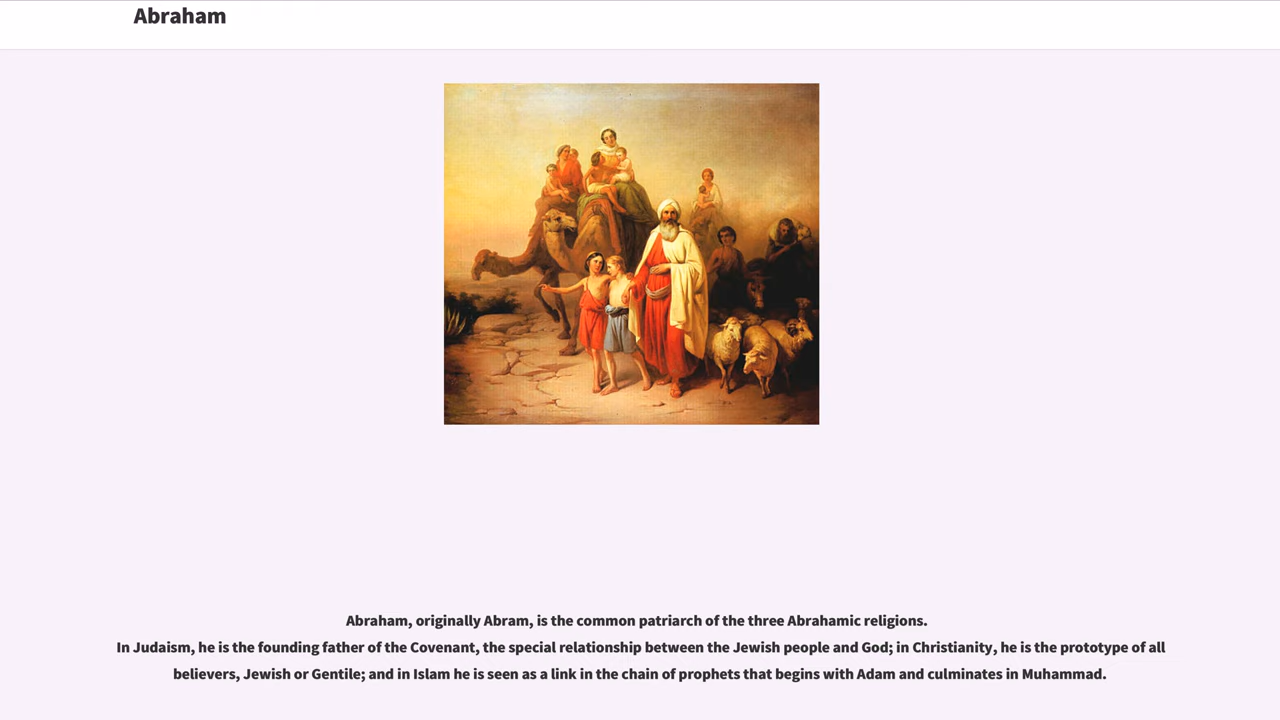 Abraham
Abraham, originally Abram, is the common patriarch of the three Abrahamic religions.
In Judaism, he is the founding father of the Covenant, the special relationship between the Jewish people and God; in Christianity, he is the prototype of all
believers, Jewish or Gentile; and in Islam he is seen as a link in the chain of prophets that begins with Adam and culminates in Muhammad.